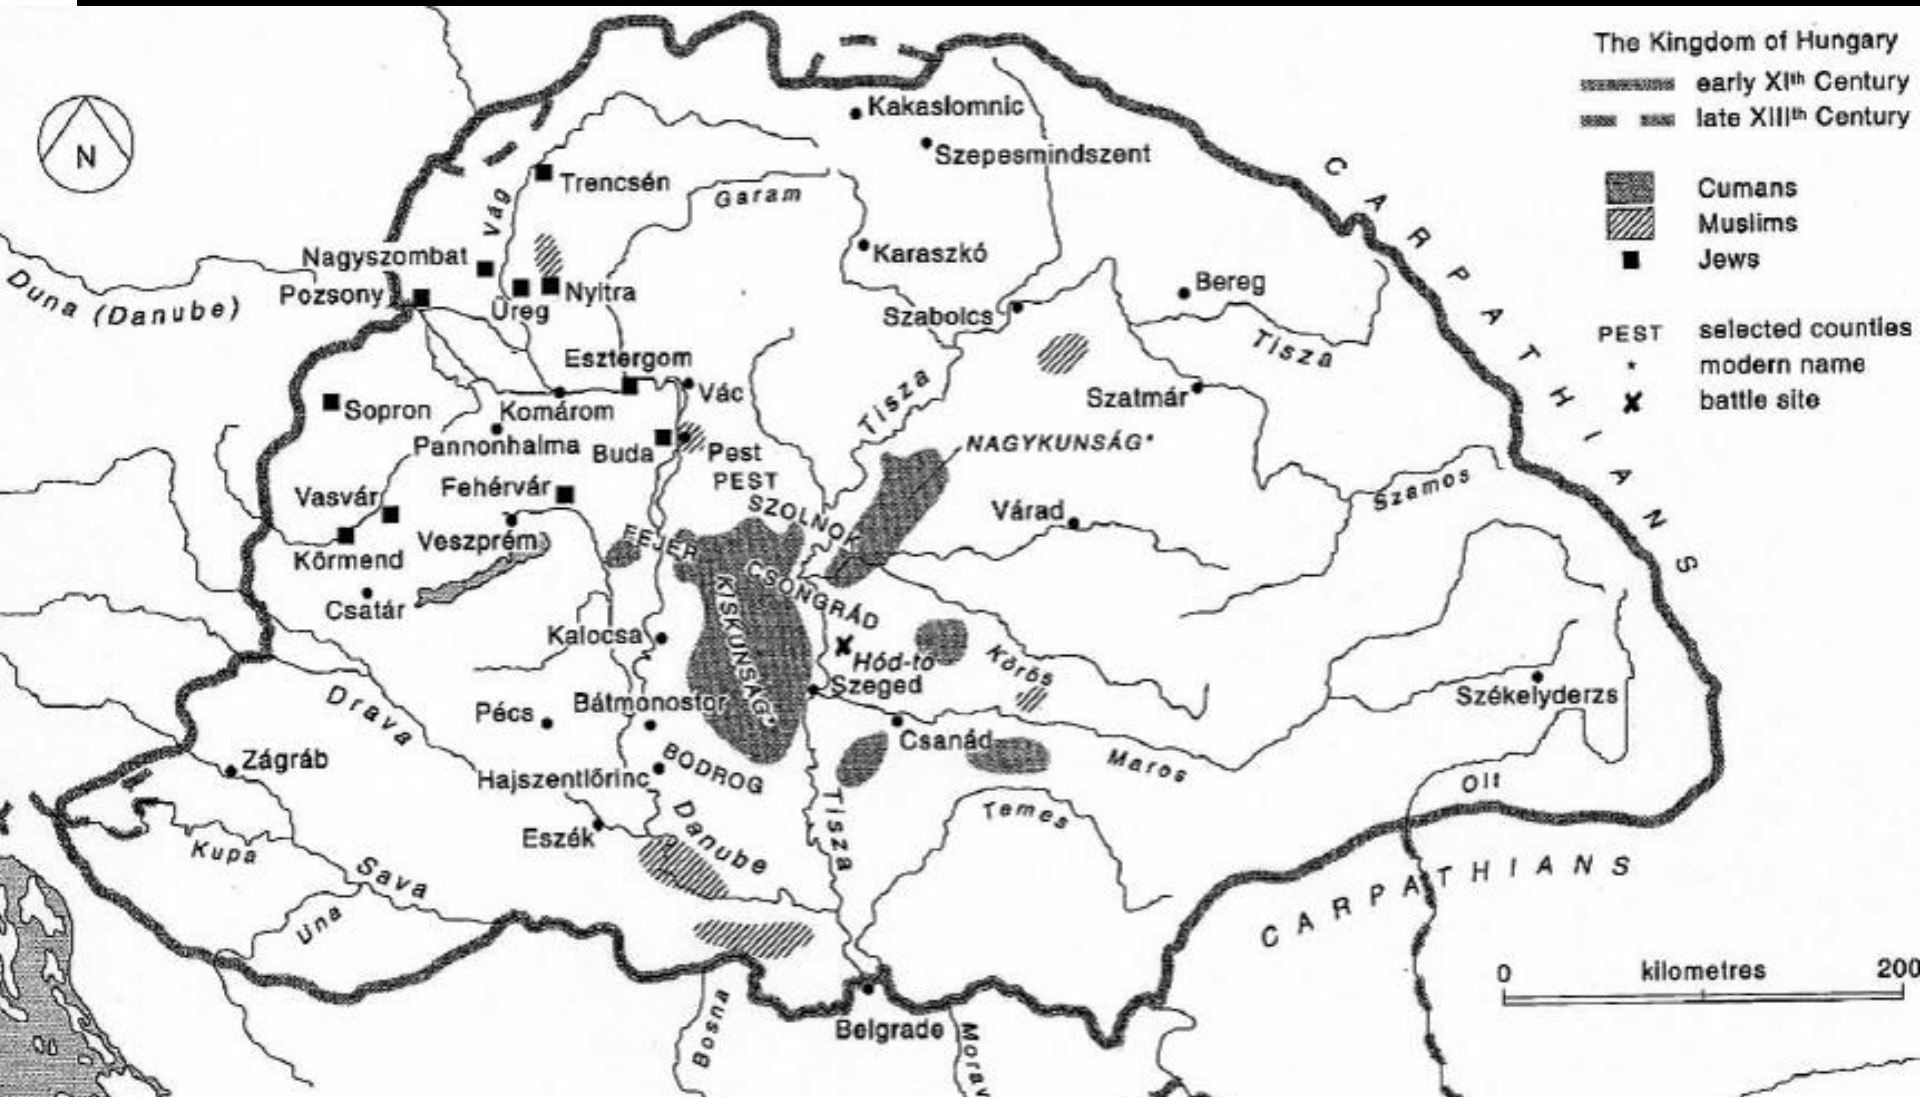 The Kingdom of Hungary
early XIth Century
late XIIIth Century
Cumans
Muslims
Jews
PEST selected counties
* modern name
battle site
N
Kakaslomnic
Szepesmindszent
Trencsén
Vág
Garam
CARPATHIANS
Nagyszombat
Karaszkó
Duna (Danube)
Pozsony
Üreg
Nyitra
Bereg
Szabolcs
Tisza
Esztergom
Vác
Tisza
Szatmár
Sopron
Komárom
Pannonhalma
Buda
Pest
PEST
NAGYKUNSÁG*
Szamos
Vasvár
Fehérvár
SZOLNOK
Várad
Körmend
Veszprém
FEJÉR
CSONGRÁD
KISKUNSÁG*
Csatár
Kalocsa
Hód-tó
Körös
Szeged
Székelyderzs
Drava
Pécs
Bátmonostor
Csanád
Maros
Zágráb
BODROG
Hajszentlőrinc
Olt
Temes
Tisza
Danube
Eszék
Kupa
Sava
Una
CARPATHIANS
0 kilometres 200
Belgrade
Bosna
Morav